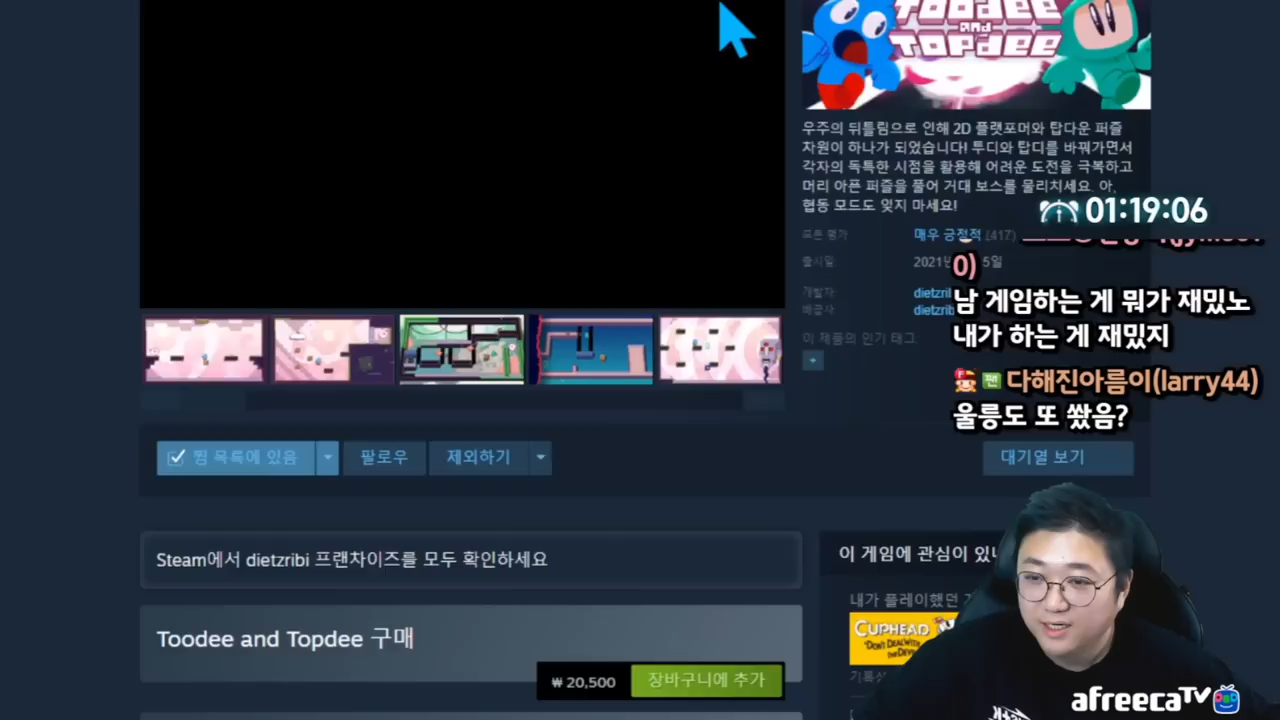 TOODEE
AND
TOPDEE
우주의 뒤틀림으로 인해 2D 플랫포머와 탑다운 퍼즐
차원이 하나가 되었습니다! 투디와 탑디를 바꿔가면서
각자의 독특한 시점을 활용해 어려운 도전을 극복하고
머리 아픈 퍼즐을 풀어 거대 보스를 물리치세요. 아,
협동 모드도 잊지 마세요!
01:19:06
모든 평가
매우 긍정적 (417)
0)
출시일:
2021년
5일
개발자:
dietzri
배급사:
dietzrib
남 게임하는 게 뭐가 재밌노
내가 하는 게 재밌지
이 제품의 인기 태그:
+
다해진아름이(larry44)
울릉도 또 쐈음?
찜 목록에 있음
팔로우
제외하기
대기열 보기
Steam에서 dietzribi 프랜차이즈를 모두 확인하세요
이 게임에 관심이 있
내가 플레이했던
CUPHEAD
"DON'T DEAL WITH
THE DEVIL"
Toodee and Topdee 구매
₩ 20,500
장바구니에 추가
afreecaTV